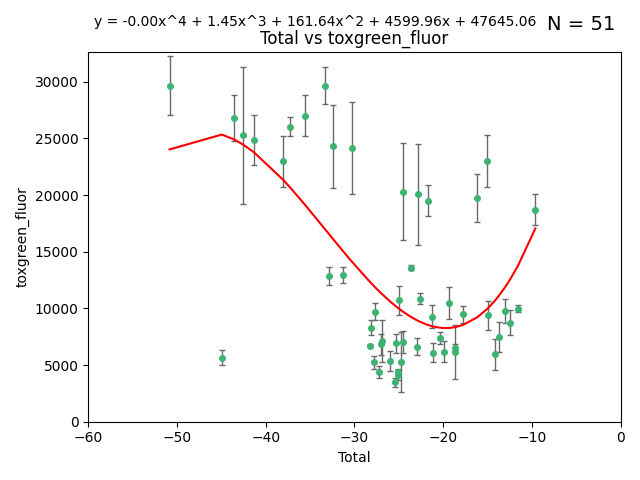 y = -0.00x^4 + 1.45x^3 + 161.64x^2 + 4599.96x + 47645.06 N = 51
Total vs toxgreen_fluor
30000
25000
20000
15000
10000
5000
0
toxgreen_fluor
−60 −50 −40 −30 −20 −10 0
Total